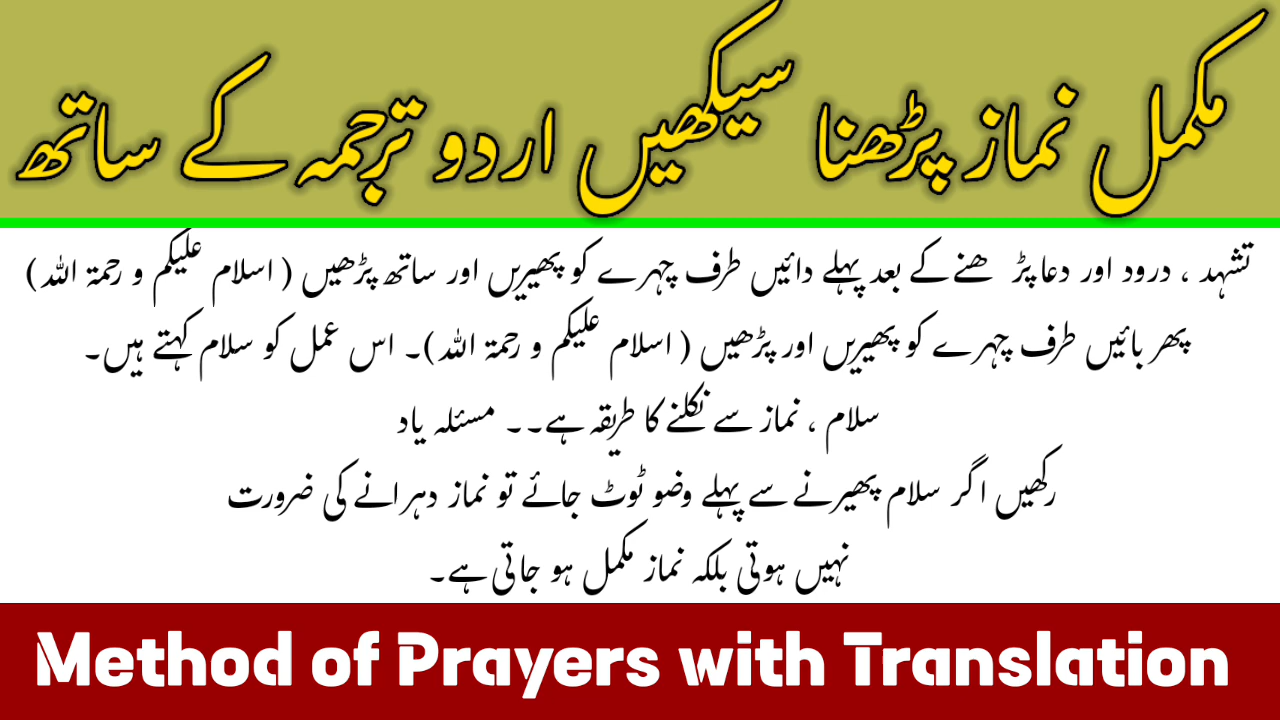 مکمل نماز پڑھنا سیکھیں اردو ترجمہ کے ساتھ
تشہد ، درود اور دعا پڑ ھنے کے بعد پہلے دائیں طرف چہرے کو پھیریں اور ساتھ پڑھیں ( اسلام علیکم و رحمۃ اللہ)
پھر بائیں طرف چہرے کو پھیریں اور پڑھیں ( اسلام علیکم و رحمۃ اللہ)۔ اس عمل کو سلام کہتے ہیں۔
سلام ، نماز سے نکلنے کا طریقہ ہے۔۔ مسئلہ یاد
رکھیں اگر سلام پھیرنے سے پہلے وضو ٹوٹ جائے تو نماز دہرانے کی ضرورت
نہیں ہوتی بلکہ نماز مکمل ہو جاتی ہے۔
Method of Prayers with Translation